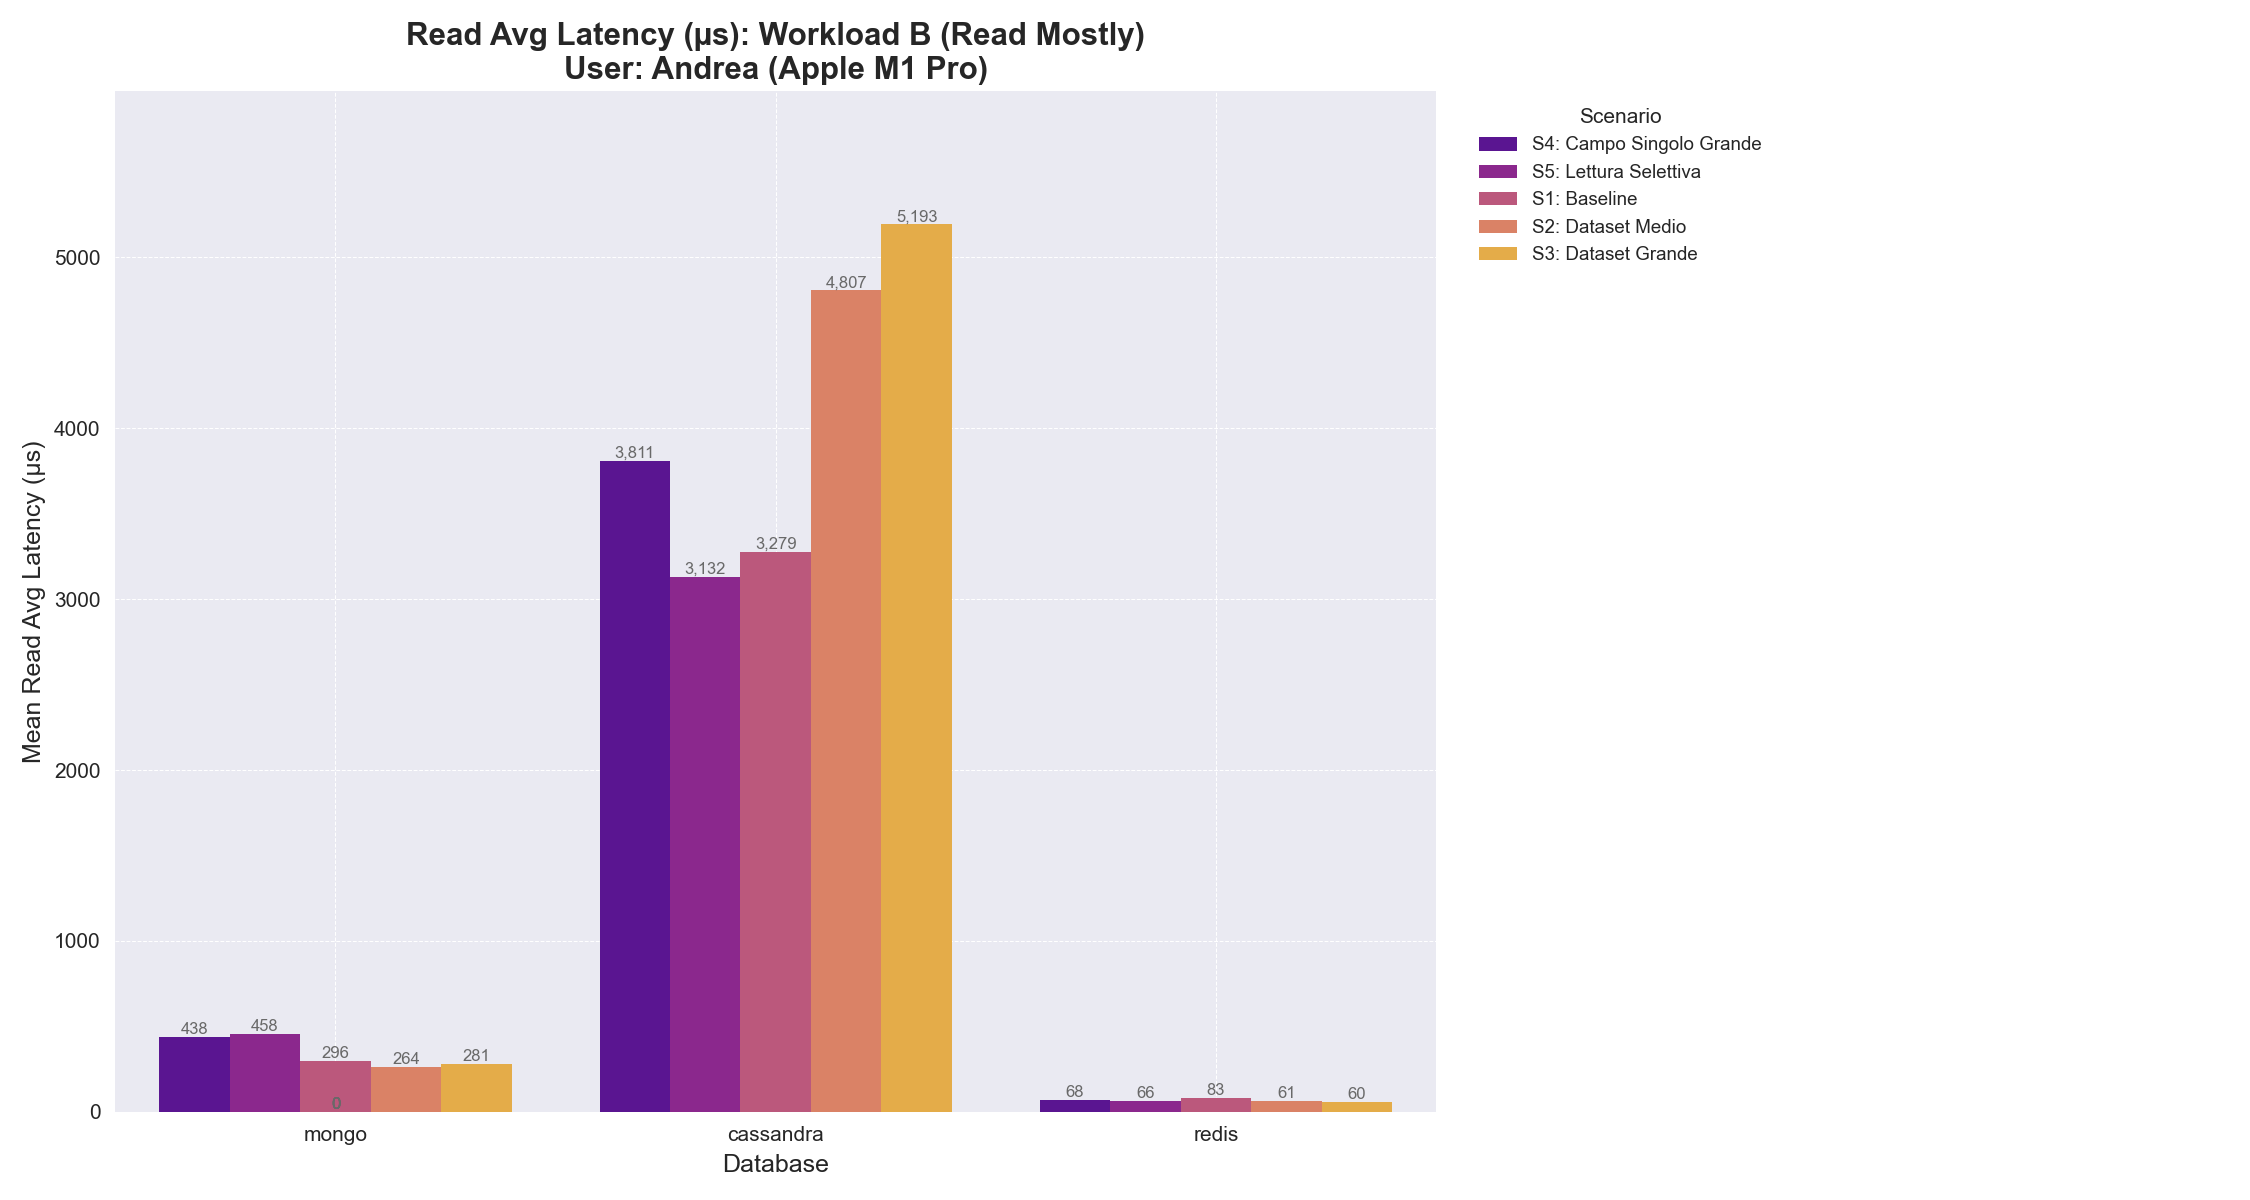 Read Avg Latency (µs): Workload B (Read Mostly)
User: Andrea (Apple M1 Pro)
Scenario
S4: Campo Singolo Grande
S5: Lettura Selettiva
S1: Baseline
S2: Dataset Medio
S3: Dataset Grande
Mean Read Avg Latency (µs)
5000
4000
3000
2000
1000
0
438
458
296
264
281
0
3,811
3,132
3,279
4,807
5,193
68
66
83
61
60
mongo
cassandra
redis
Database